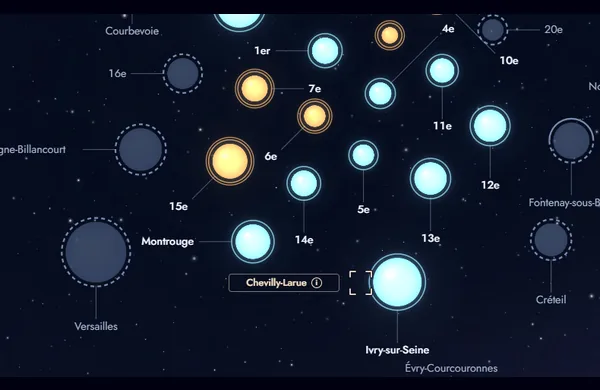 Courbevoie
4e
20e
1er
10e
16e
7e
No
11e
gne-Billancourt
6e
12e
15e
5e
Fontenay-sous-B
Montrouge
14e
13e
Chevilly-Larue
Créteil
Versailles
Ivry-sur-Seine
Évry-Courcouronnes